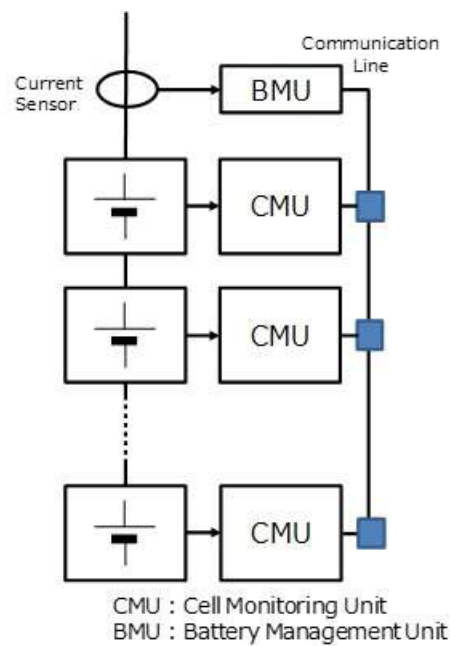 Communication
Line
Current
Sensor
BMU
CMU
CMU
CMU
CMU : Cell Monitoring Unit
BMU : Battery Management Unit